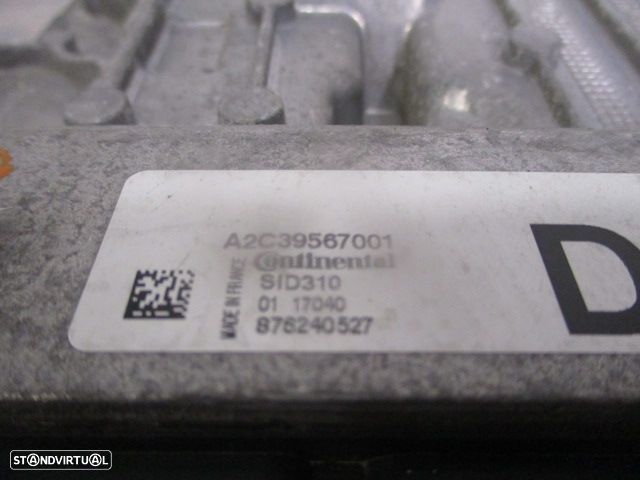 A2C39567001
Continental
SID310
01 17040
876240527
MADE IN FRANCE
D
STANDVIRTUAL